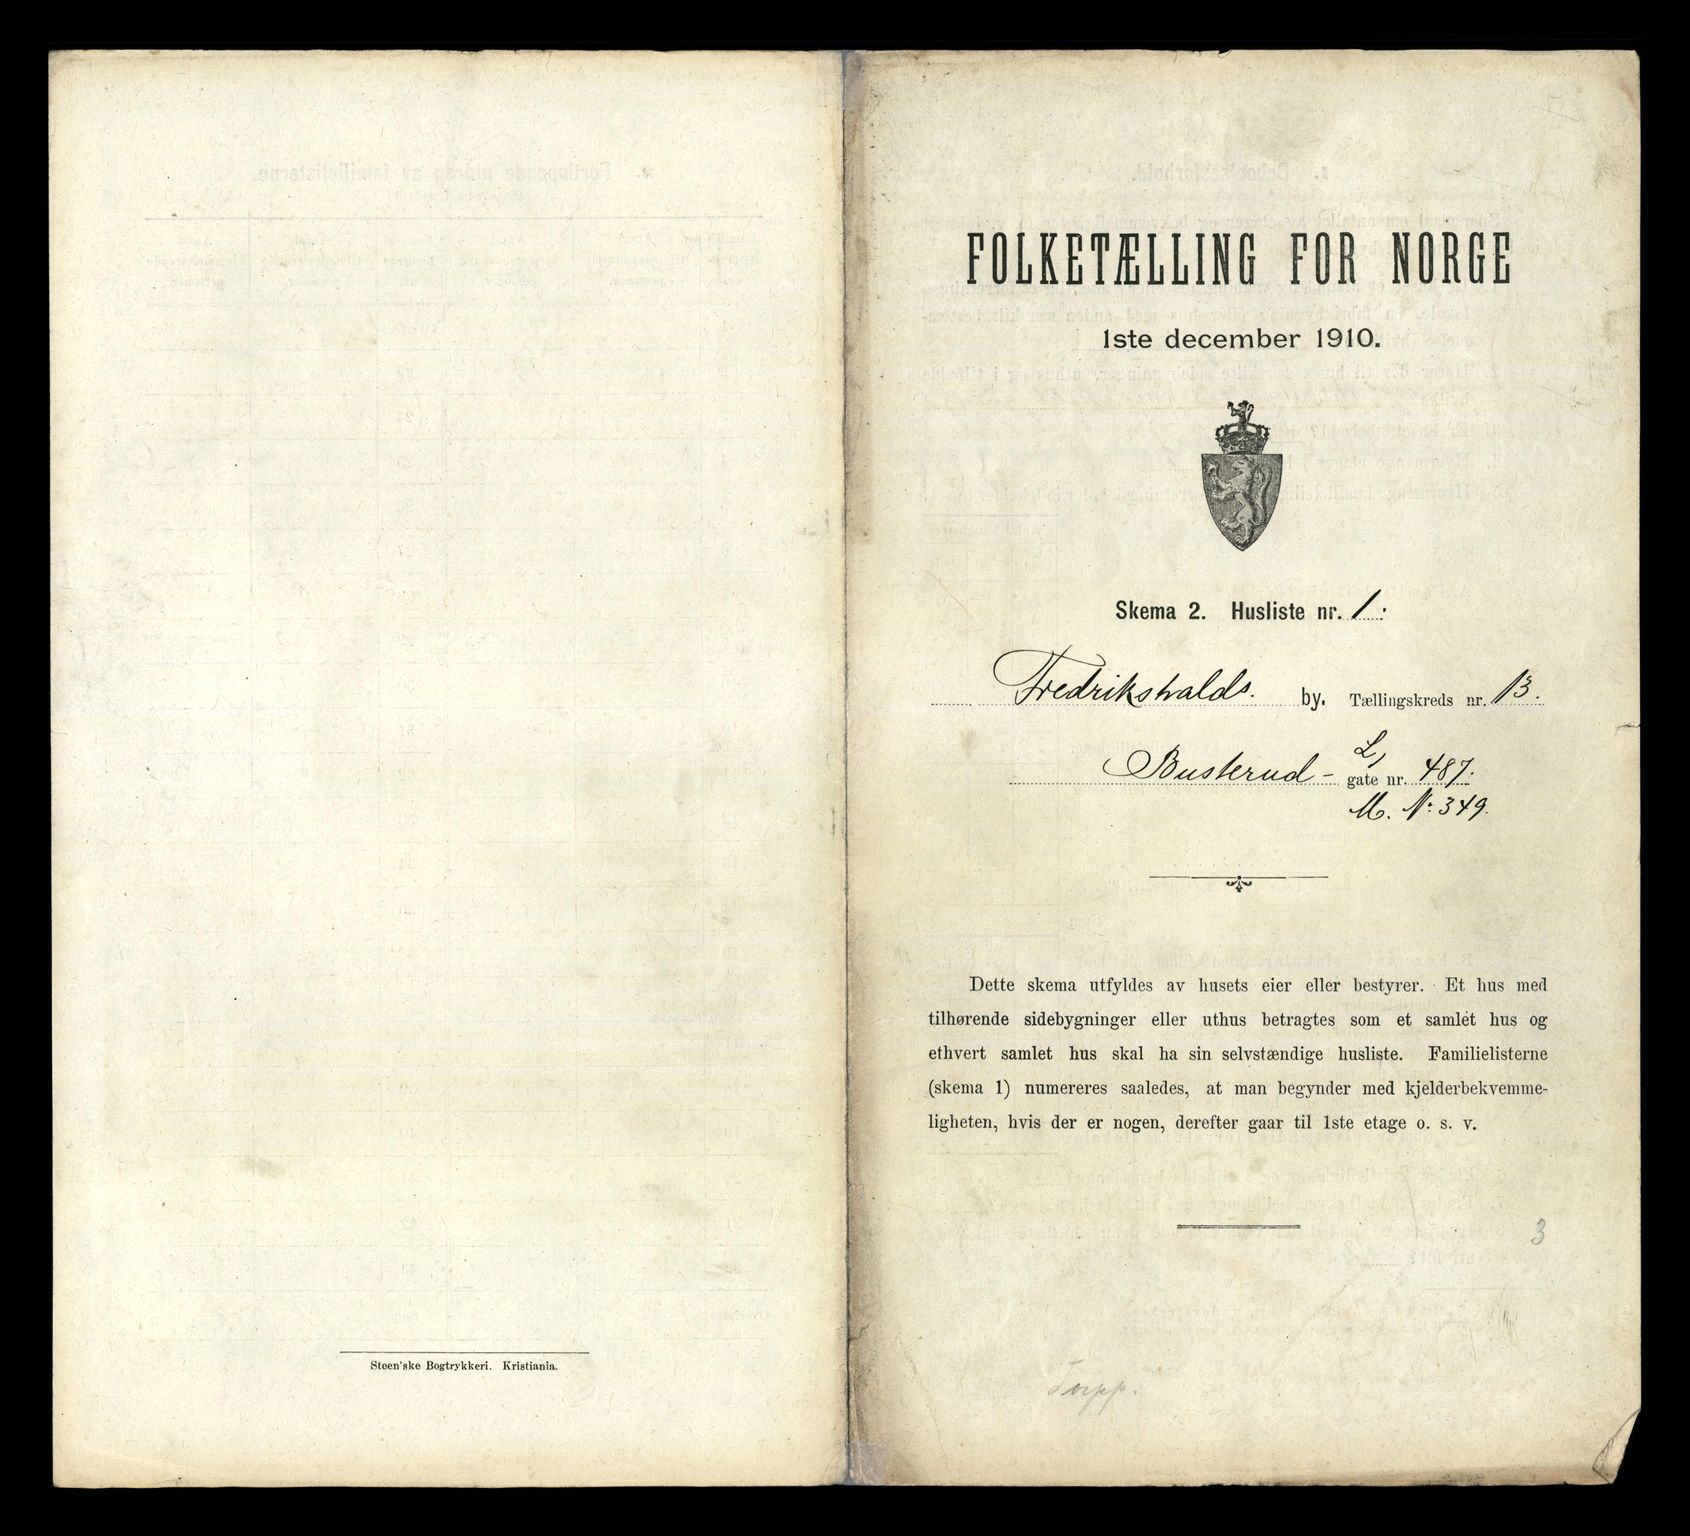 Steen'ske Bogtrykkeri. Kristiania.
FOLKETÆLLING FOR NORGE
1ste december 1910.
Skema 2. Husliste nr. 1.
Fredrikshalds. by. Tællingskreds nr. 13.
L,
Busterud- gate nr. 487.
M. Nr. 349.
Dette skema utfyldes av husets eier eller bestyrer. Et hus med
tilhørende sidebygninger eller uthus betragtes som et samlet hus og
ethvert samlet hus skal ha sin selvstændige husliste. Familielisterne
(skema 1) numereres saaledes, at man begynder med kjelderbekvemme-
ligheten, hvis der er nogen, derefter gaar til 1ste etage o. s. v.
3
Torpp.